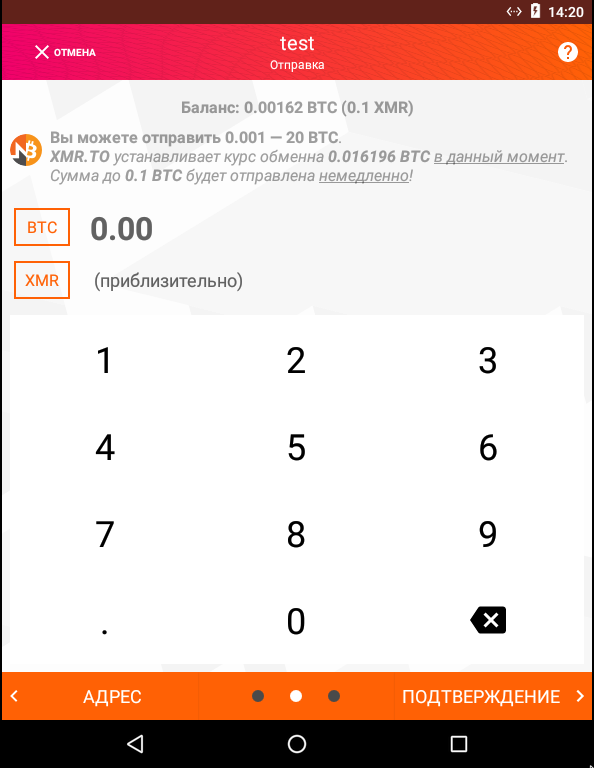 14:20
ОТМЕНА
test
Отправка
?
Баланс: 0.00162 BTC (0.1 XMR)
Вы можете отправить 0.001 — 20 BTC.
XMR.TO устанавливает курс обменна 0.016196 BTC в данный момент.
Сумма до 0.1 BTC будет отправлена немедленно!
BTC 0.00
XMR (приблизительно)
1 2 3
4 5 6
7 8 9
. 0
АДРЕС ПОДТВЕРЖДЕНИЕ